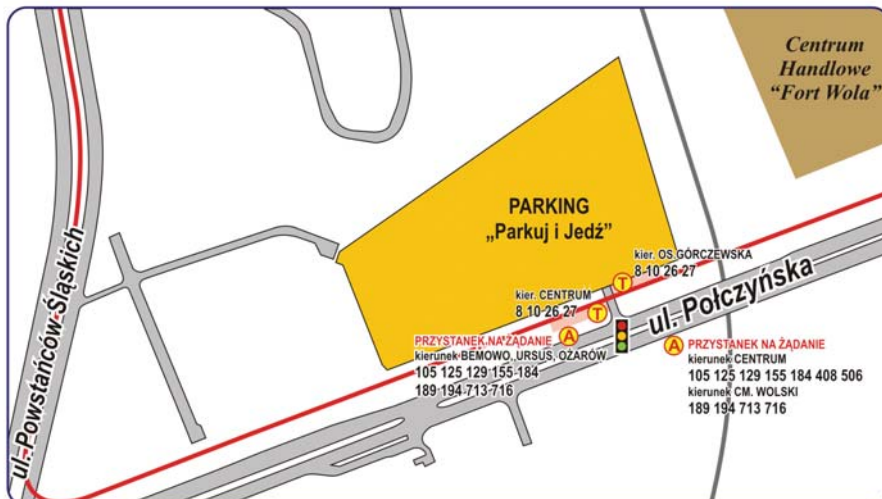 Centrum
Handlowe
“Fort Wola”
PARKING
„Parkuj i Jedź”
kier. OS.GÓRCZEWSKA
8 10 26 27
T
kier. CENTRUM
8 10 26 27
T
ul. Połczyńska
ul. Powstańców Śląskich
A
PRZYSTANEK NA ŻĄDANIE
kierunek BEMOWO, URSUS, OŻARÓW
105 125 129 155 184
189 194 713 716
A
PRZYSTANEK NA ŻĄDANIE
kierunek CENTRUM
105 125 129 155 184 408 506
kierunek CM. WOLSKI
189 194 713 716